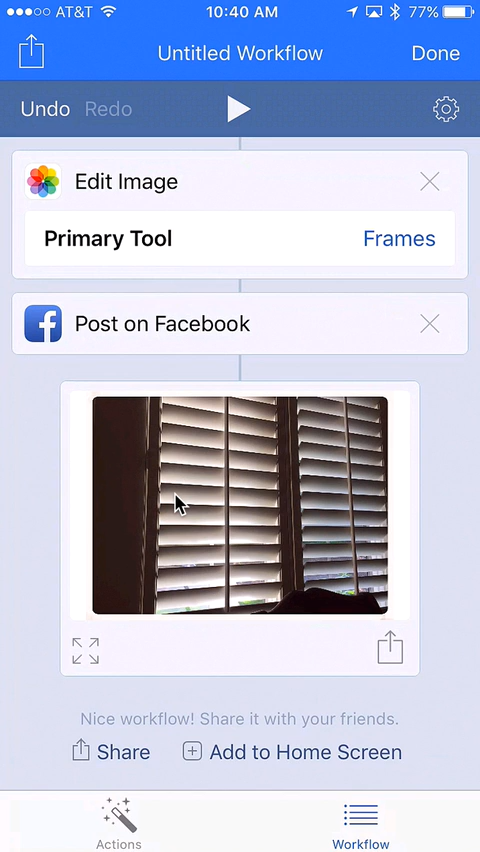 AT&T 10:40 AM 77%
Untitled Workflow Done
Undo Redo
Edit Image
Primary Tool Frames
Post on Facebook
Nice workflow! Share it with your friends.
Share Add to Home Screen
Actions Workflow